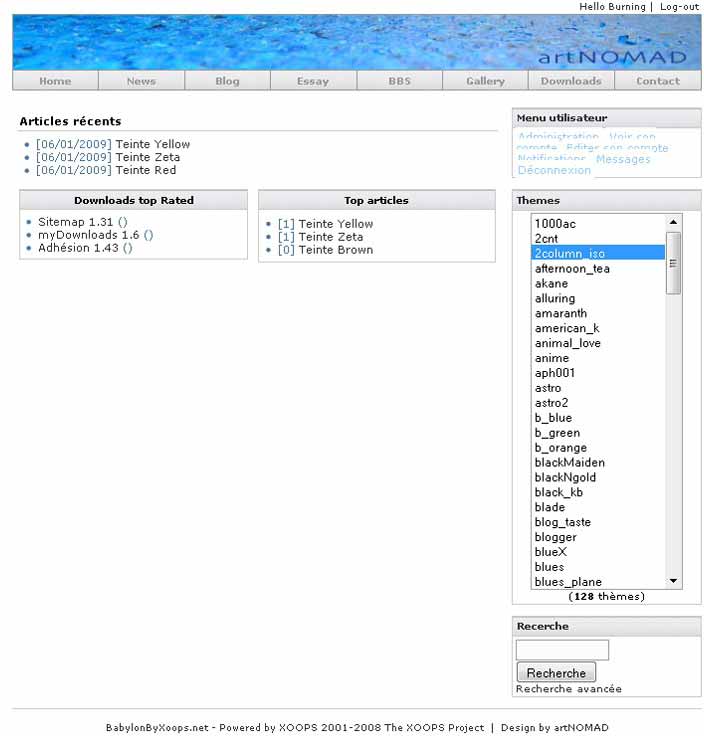 Hello Burning | Log-out
artNOMAD
Home News Blog Essay BBS Gallery Downloads Contact
Articles récents
[06/01/2009] Teinte Yellow
[06/01/2009] Teinte Zeta
[06/01/2009] Teinte Red
Downloads top Rated
Sitemap 1.31 ()
myDownloads 1.6 ()
Adhésion 1.43 ()
Top articles
[1] Teinte Yellow
[1] Teinte Zeta
[0] Teinte Brown
Menu utilisateur
Administration Voir son
compte Editer son compte
Notifications Messages
Déconnexion
Themes
1000ac
2cnt
2column_iso
afternoon_tea
akane
alluring
amaranth
american_k
animal_love
anime
aph001
astro
astro2
b_blue
b_green
b_orange
blackMaiden
blackNgold
black_kb
blade
blog_taste
blogger
blueX
blues
blues_plane
(128 thèmes)
Recerche
Recherche
Recherche avancée
BabylonByXoops.net - Powered by XOOPS 2001-2008 The XOOPS Project | Design by artNOMAD